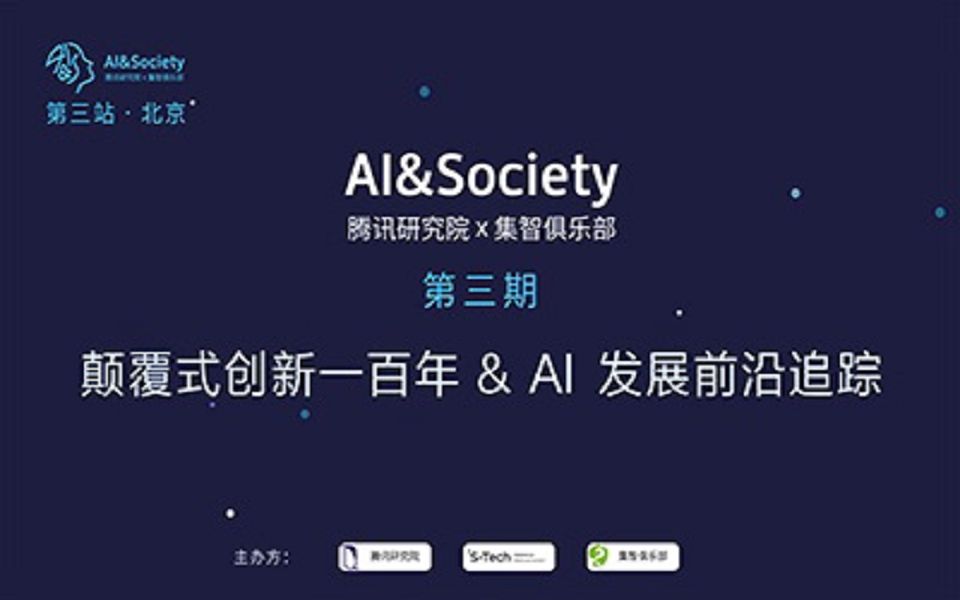 AI&Society
腾讯研究院×集智俱乐部
第三站·北京
AI&Society
腾讯研究院 x 集智俱乐部
第三期
颠覆式创新一百年 & AI 发展前沿追踪
主办方：
腾讯研究院
S-Tech
集智俱乐部